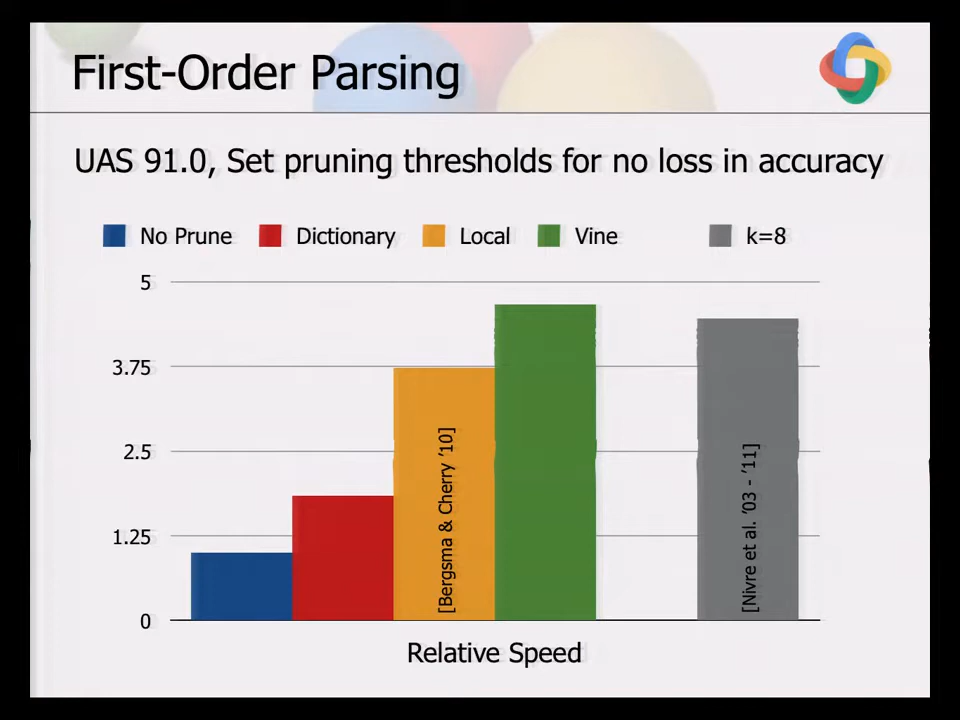 First-Order Parsing
UAS 91.0, Set pruning thresholds for no loss in accuracy
No Prune Dictionary Local Vine k=8
5
3.75
2.5
1.25
0
[Bergsma & Cherry '10]
[Nivre et al. '03 - '11]
Relative Speed